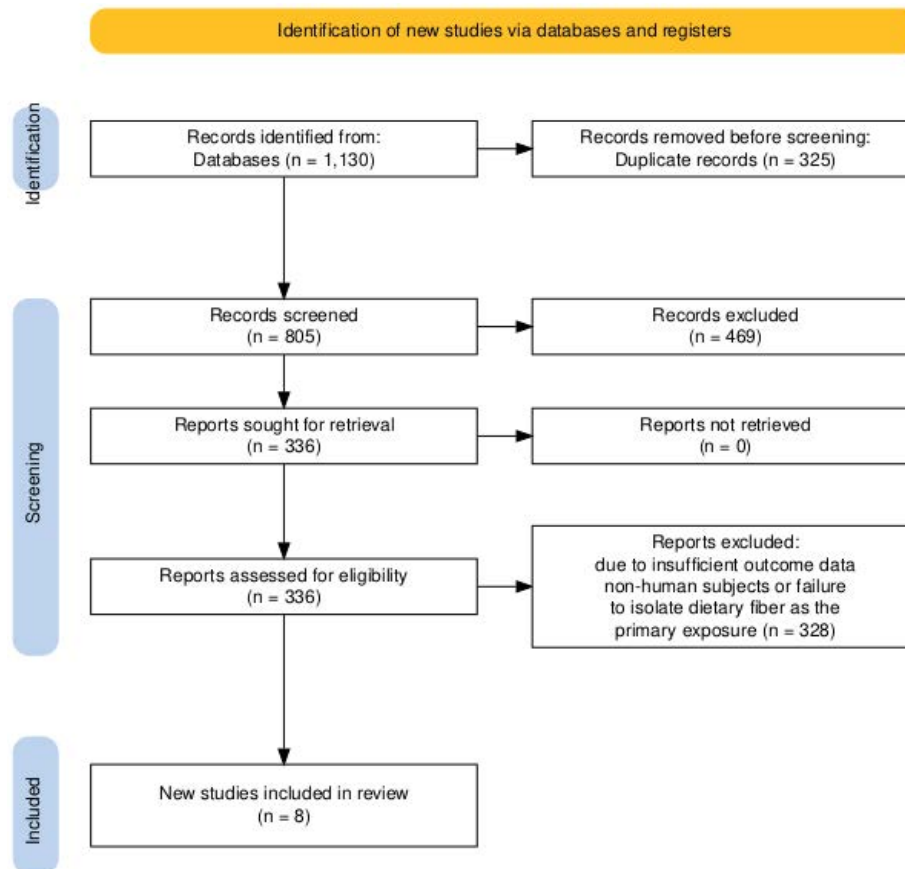 Identification of new studies via databases and registers
Identification
Records identified from:
Databases (n = 1,130)
Records removed before screening:
Duplicate records (n = 325)
Screening
Records screened
(n = 805)
Records excluded
(n = 469)
Reports sought for retrieval
(n = 336)
Reports not retrieved
(n = 0)
Reports assessed for eligibility
(n = 336)
Reports excluded:
due to insufficient outcome data
non-human subjects or failure
to isolate dietary fiber as the
primary exposure (n = 328)
Included
New studies included in review
(n = 8)